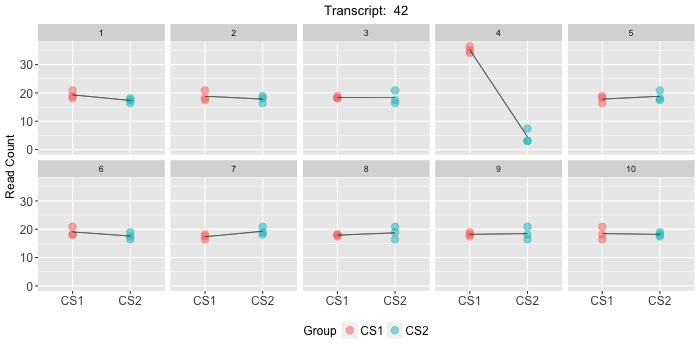 Transcript:  42
1 2 3 4 5
30
20
10
0
Read Count
6 7 8 9 10
30
20
10
0
CS1 CS2 CS1 CS2 CS1 CS2 CS1 CS2 CS1 CS2
Group CS1 CS2